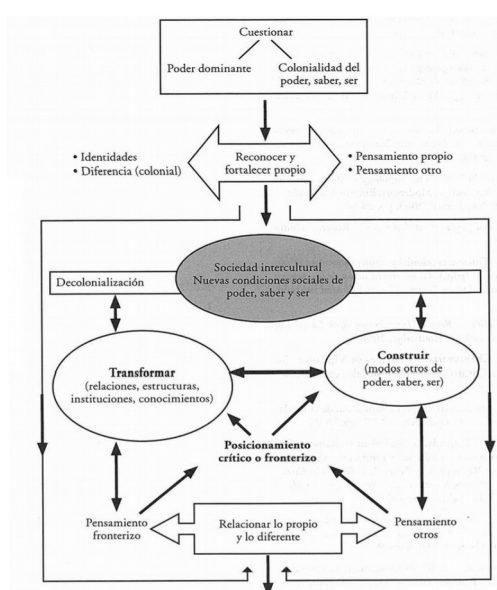 Cuestionar
Poder dominante
Colonialidad del
poder, saber, ser
• Identidades
• Diferencia (colonial)
Reconocer y
fortalecer propio
• Pensamiento propio
• Pensamiento otro
Sociedad intercultural
Nuevas condiciones sociales de
poder, saber y ser
Decolonialización
Transformar
(relaciones, estructuras,
instituciones, conocimientos)
Construir
(modos otros de
poder, saber, ser)
Posicionamiento
crítico o fronterizo
Pensamiento
fronterizo
Relacionar lo propio
y lo diferente
Pensamiento
otros